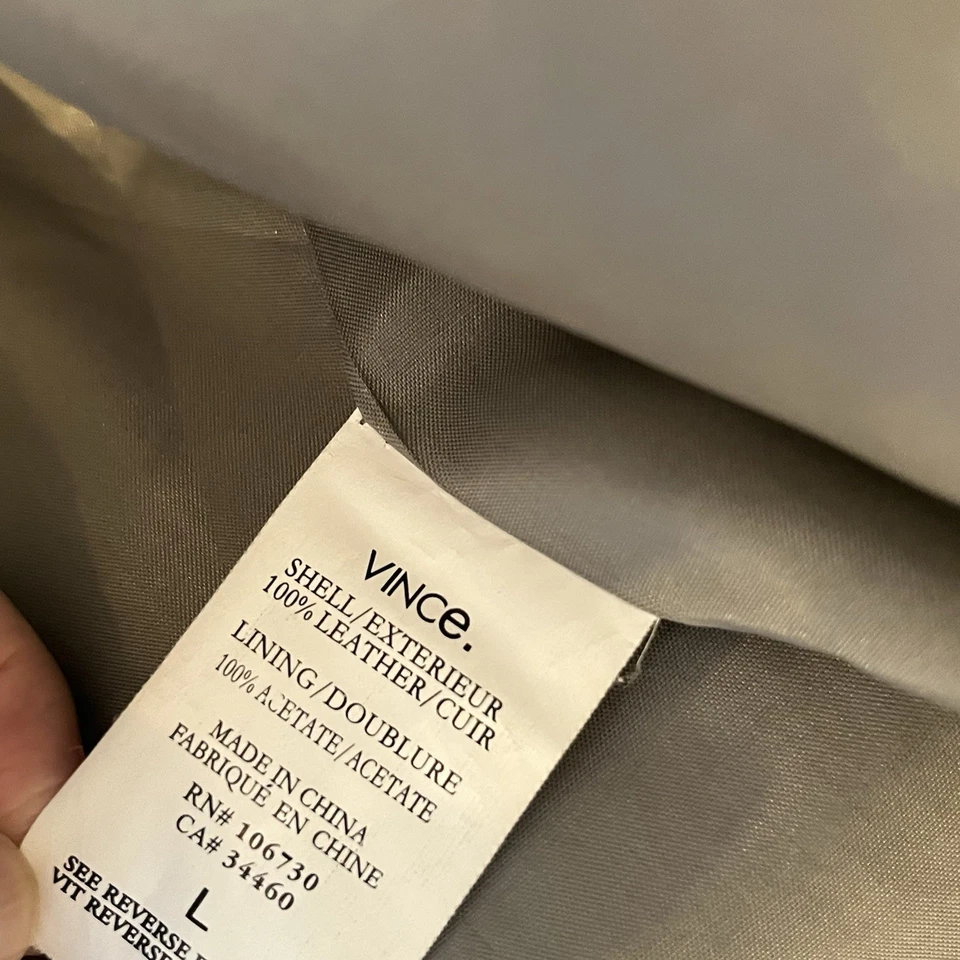 VINCe.
SHELL/EXTERIEUR
100% LEATHER/CUIR
LINING/DOUBLURE
100% ACETATE/ACETATE
MADE IN CHINA
FABRIQUÉ EN CHINE
RN# 106730
CA# 34460
L
SEE REVERSE
VIT REVERSE